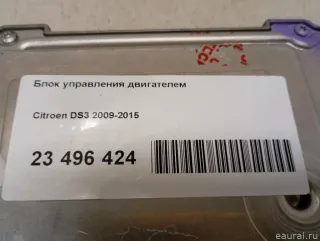 Блок управления двигателем
Citroen DS3 2009-2015
23 496 424
eaural.ru